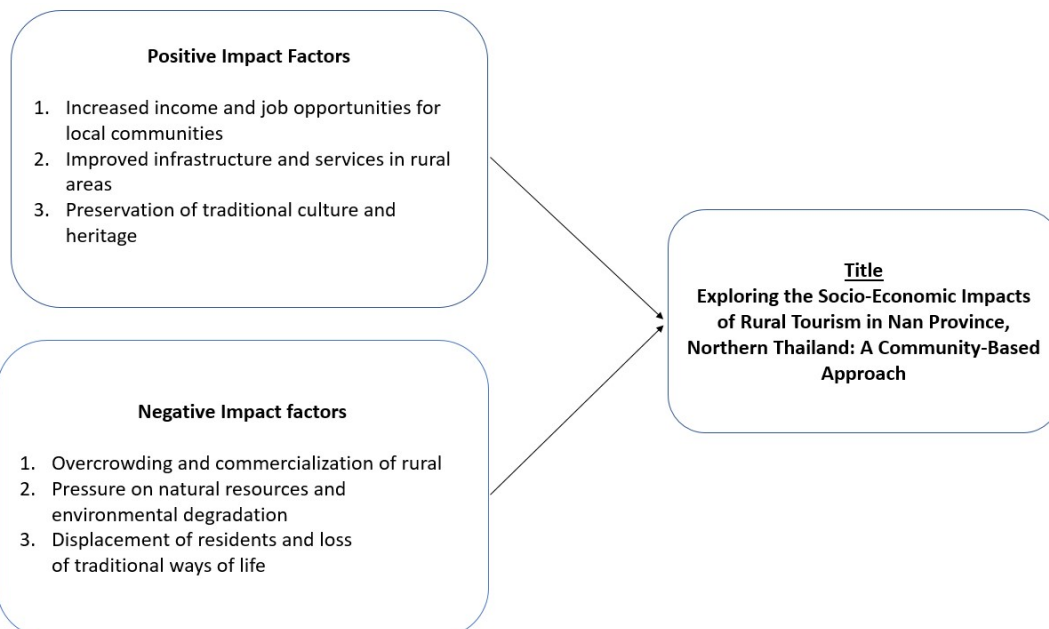 Positive Impact Factors
1. Increased income and job opportunities for
local communities
2. Improved infrastructure and services in rural
areas
3. Preservation of traditional culture and
heritage
Negative Impact factors
1. Overcrowding and commercialization of rural
2. Pressure on natural resources and
environmental degradation
3. Displacement of residents and loss
of traditional ways of life
Title
Exploring the Socio-Economic Impacts
of Rural Tourism in Nan Province,
Northern Thailand: A Community-Based
Approach